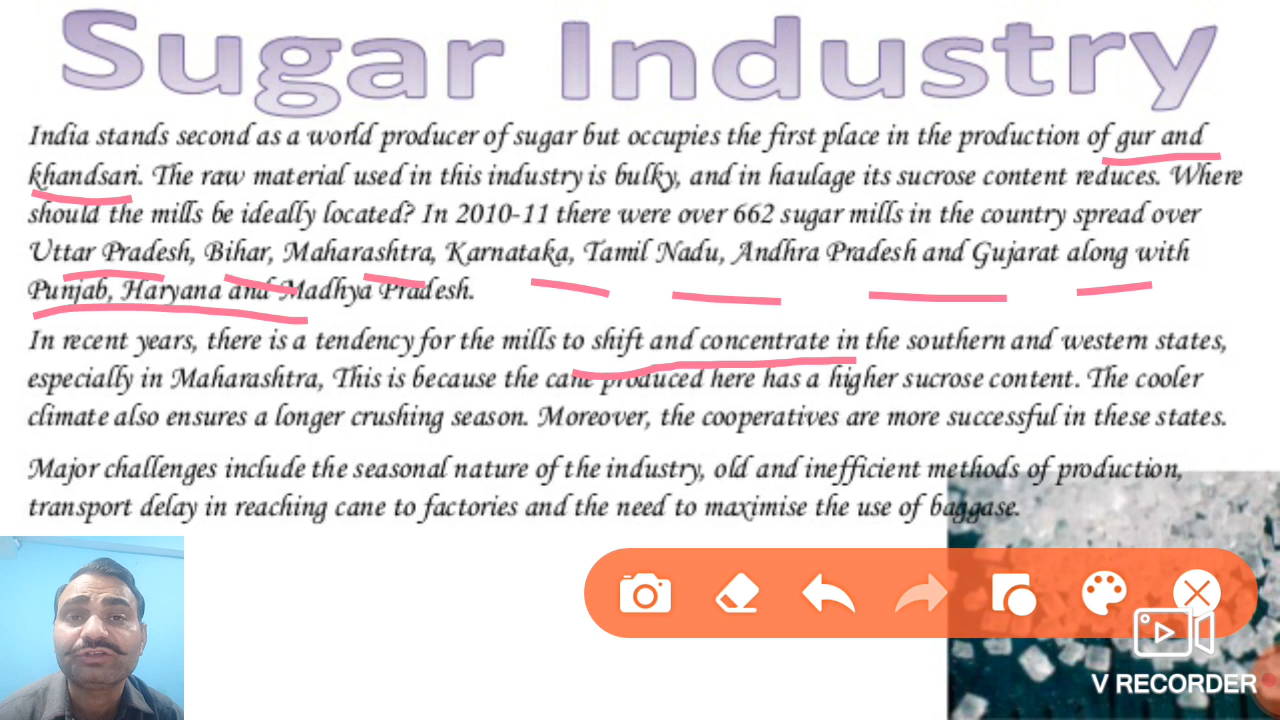 Sugar Industry
India stands second as a world producer of sugar but occupies the first place in the production of gur and
khandsari. The raw material used in this industry is bulky, and in haulage its sucrose content reduces. Where
should the mills be ideally located? In 2010-11 there were over 662 sugar mills in the country spread over
Uttar Pradesh, Bihar, Maharashtra, Karnataka, Tamil Nadu, Andhra Pradesh and Gujarat along with
Punjab, Haryana and Madhya Pradesh.
In recent years, there is a tendency for the mills to shift and concentrate in the southern and western states,
especially in Maharashtra, This is because the cane produced here has a higher sucrose content. The cooler
climate also ensures a longer crushing season. Moreover, the cooperatives are more successful in these states.
Major challenges include the seasonal nature of the industry, old and inefficient methods of production,
transport delay in reaching cane to factories and the need to maximise the use of baggase.
V RECORDER